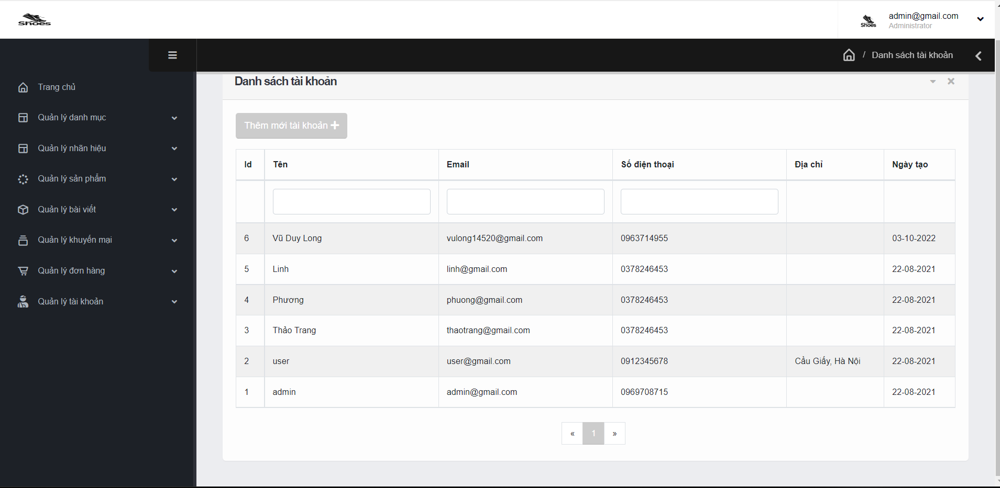 Shoes
Shoes
admin@gmail.com
Administrator
/ Danh sách tài khoản
Trang chủ
Quản lý danh mục
Quản lý nhãn hiệu
Quản lý sản phẩm
Quản lý bài viết
Quản lý khuyến mại
Quản lý đơn hàng
Quản lý tài khoản
Danh sách tài khoản
Thêm mới tài khoản
Id Tên Email Số điện thoại Địa chỉ Ngày tạo
6 Vũ Duy Long vulong14520@gmail.com 0963714955 03-10-2022
5 Linh linh@gmail.com 0378246453 22-08-2021
4 Phương phuong@gmail.com 0378246453 22-08-2021
3 Thảo Trang thaotrang@gmail.com 0378246453 22-08-2021
2 user user@gmail.com 0912345678 Cầu Giấy, Hà Nội 22-08-2021
1 admin admin@gmail.com 0969708715 22-08-2021
« 1 »